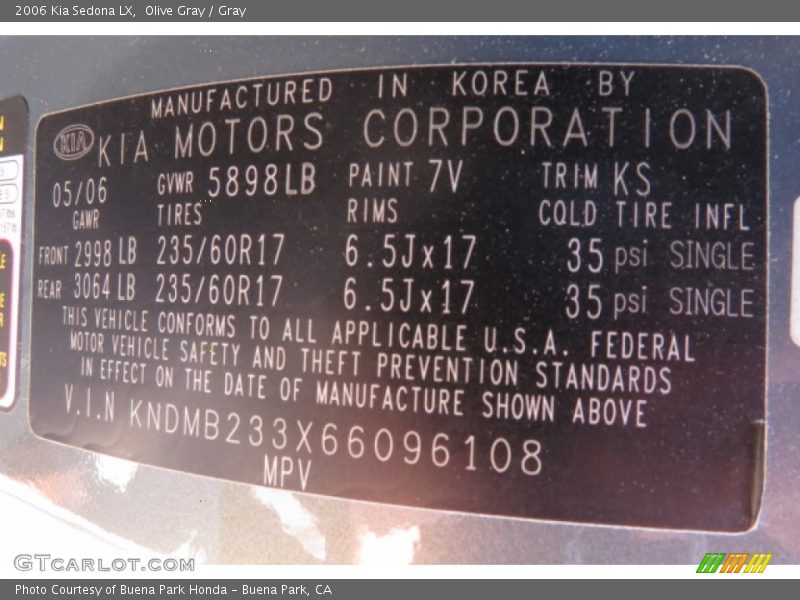 2006 Kia Sedona LX, Olive Gray / Gray
MANUFACTURED IN KOREA BY
KIA KIA MOTORS CORPORATION
05/06 GVWR 5898LB PAINT 7V TRIM KS
GAWR TIRES RIMS COLD TIRE INFL
FRONT 2998 LB 235/60R17 6.5Jx17 35 psi SINGLE
REAR 3064 LB 235/60R17 6.5Jx17 35 psi SINGLE
THIS VEHICLE CONFORMS TO ALL APPLICABLE U.S.A. FEDERAL
MOTOR VEHICLE SAFETY AND THEFT PREVENTION STANDARDS
IN EFFECT ON THE DATE OF MANUFACTURE SHOWN ABOVE
V.I.N KNDMB233X66096108
MPV
GTCARLOT.COM
Photo Courtesy of Buena Park Honda - Buena Park, CA